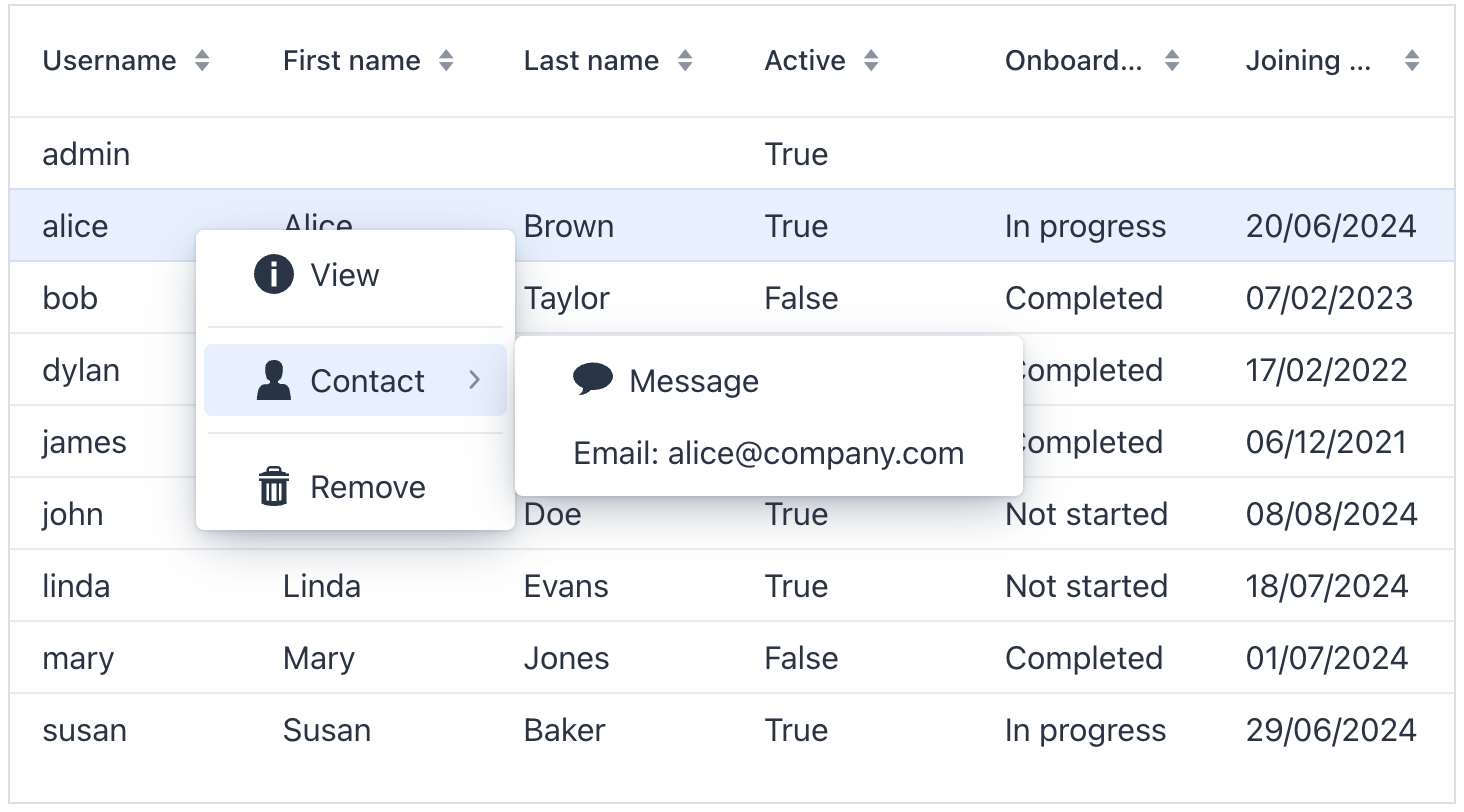 Username First name Last name Active Onboard... Joining ...
admin True
alice Alice Brown True In progress 20/06/2024
View
bob Taylor False Completed 07/02/2023
dylan Contact Message Completed 17/02/2022
james Email: alice@company.com Completed 06/12/2021
Remove
john Doe True Not started 08/08/2024
linda Linda Evans True Not started 18/07/2024
mary Mary Jones False Completed 01/07/2024
susan Susan Baker True In progress 29/06/2024